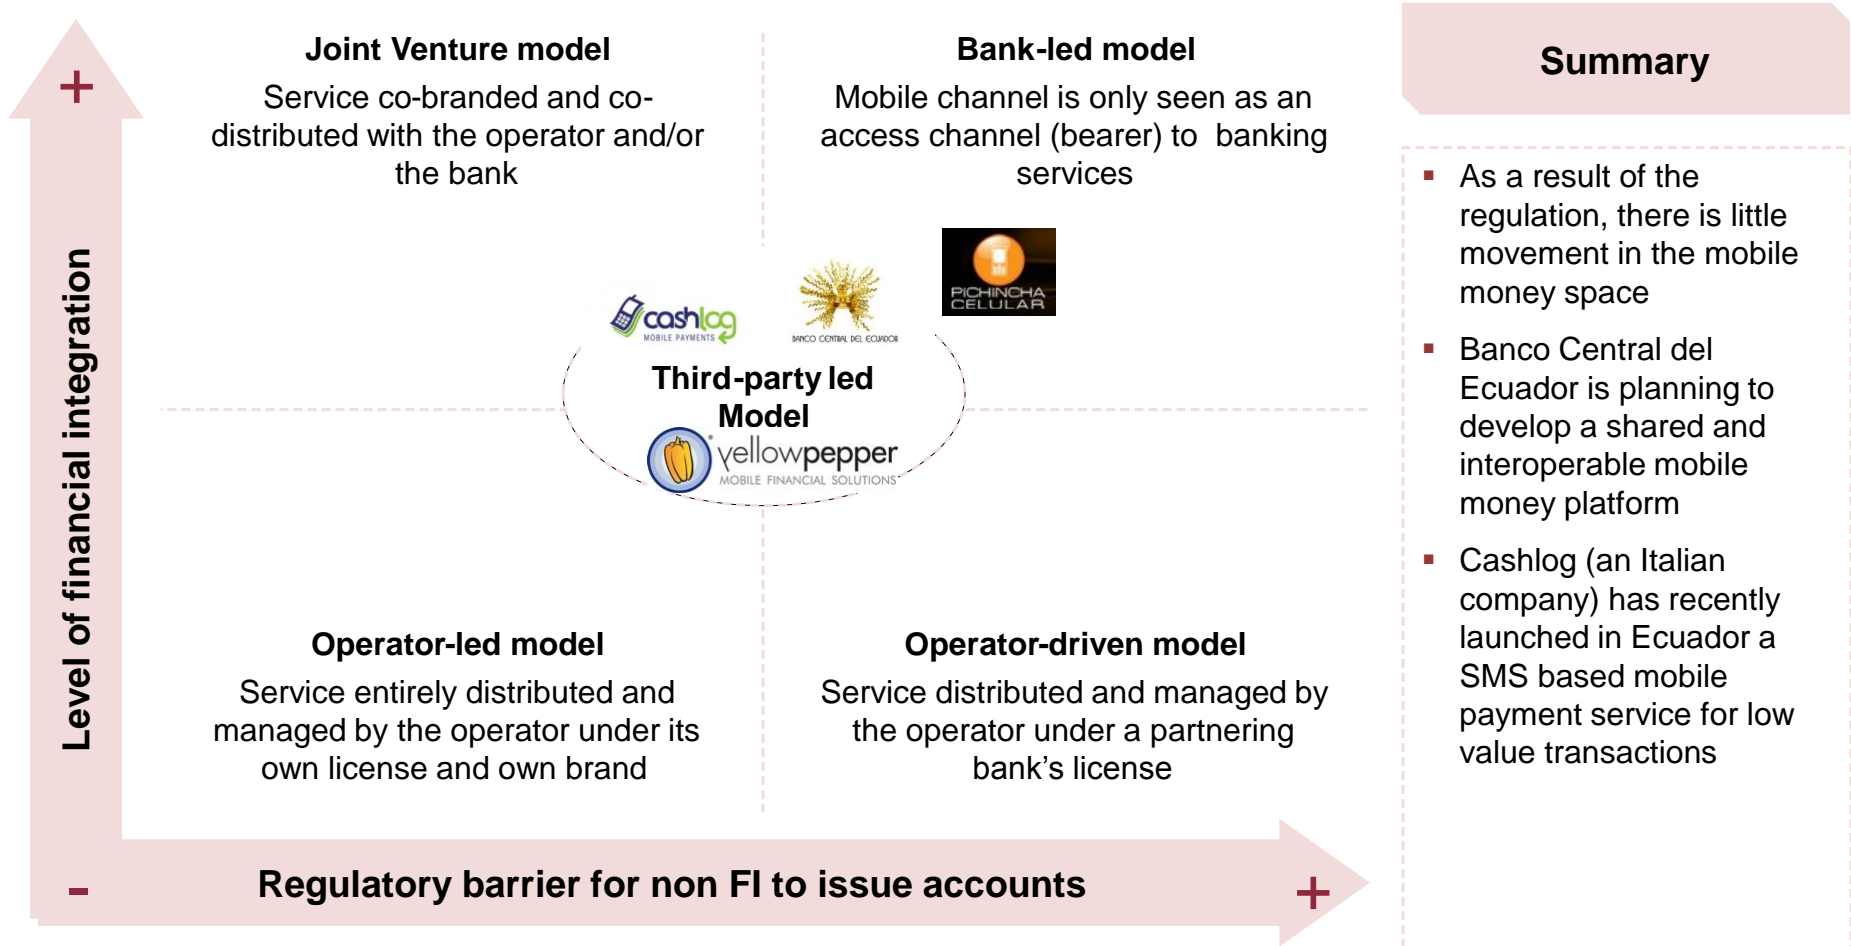 +
Level of financial integration
-
Joint Venture model
Service co-branded and co-
distributed with the operator and/or
the bank
Bank-led model
Mobile channel is only seen as an
access channel (bearer) to banking
services
cashlog
MOBILE PAYMENTS
BANCO CENTRAL DEL ECUADOR
PICHINCHA
CELULAR
Third-party led
Model
yellowpepper
MOBILE FINANCIAL SOLUTIONS
Operator-led model
Service entirely distributed and
managed by the operator under its
own license and own brand
Operator-driven model
Service distributed and managed by
the operator under a partnering
bank’s license
Regulatory barrier for non FI to issue accounts
+
Summary
▪ As a result of the
regulation, there is little
movement in the mobile
money space
▪ Banco Central del
Ecuador is planning to
develop a shared and
interoperable mobile
money platform
▪ Cashlog (an Italian
company) has recently
launched in Ecuador a
SMS based mobile
payment service for low
value transactions